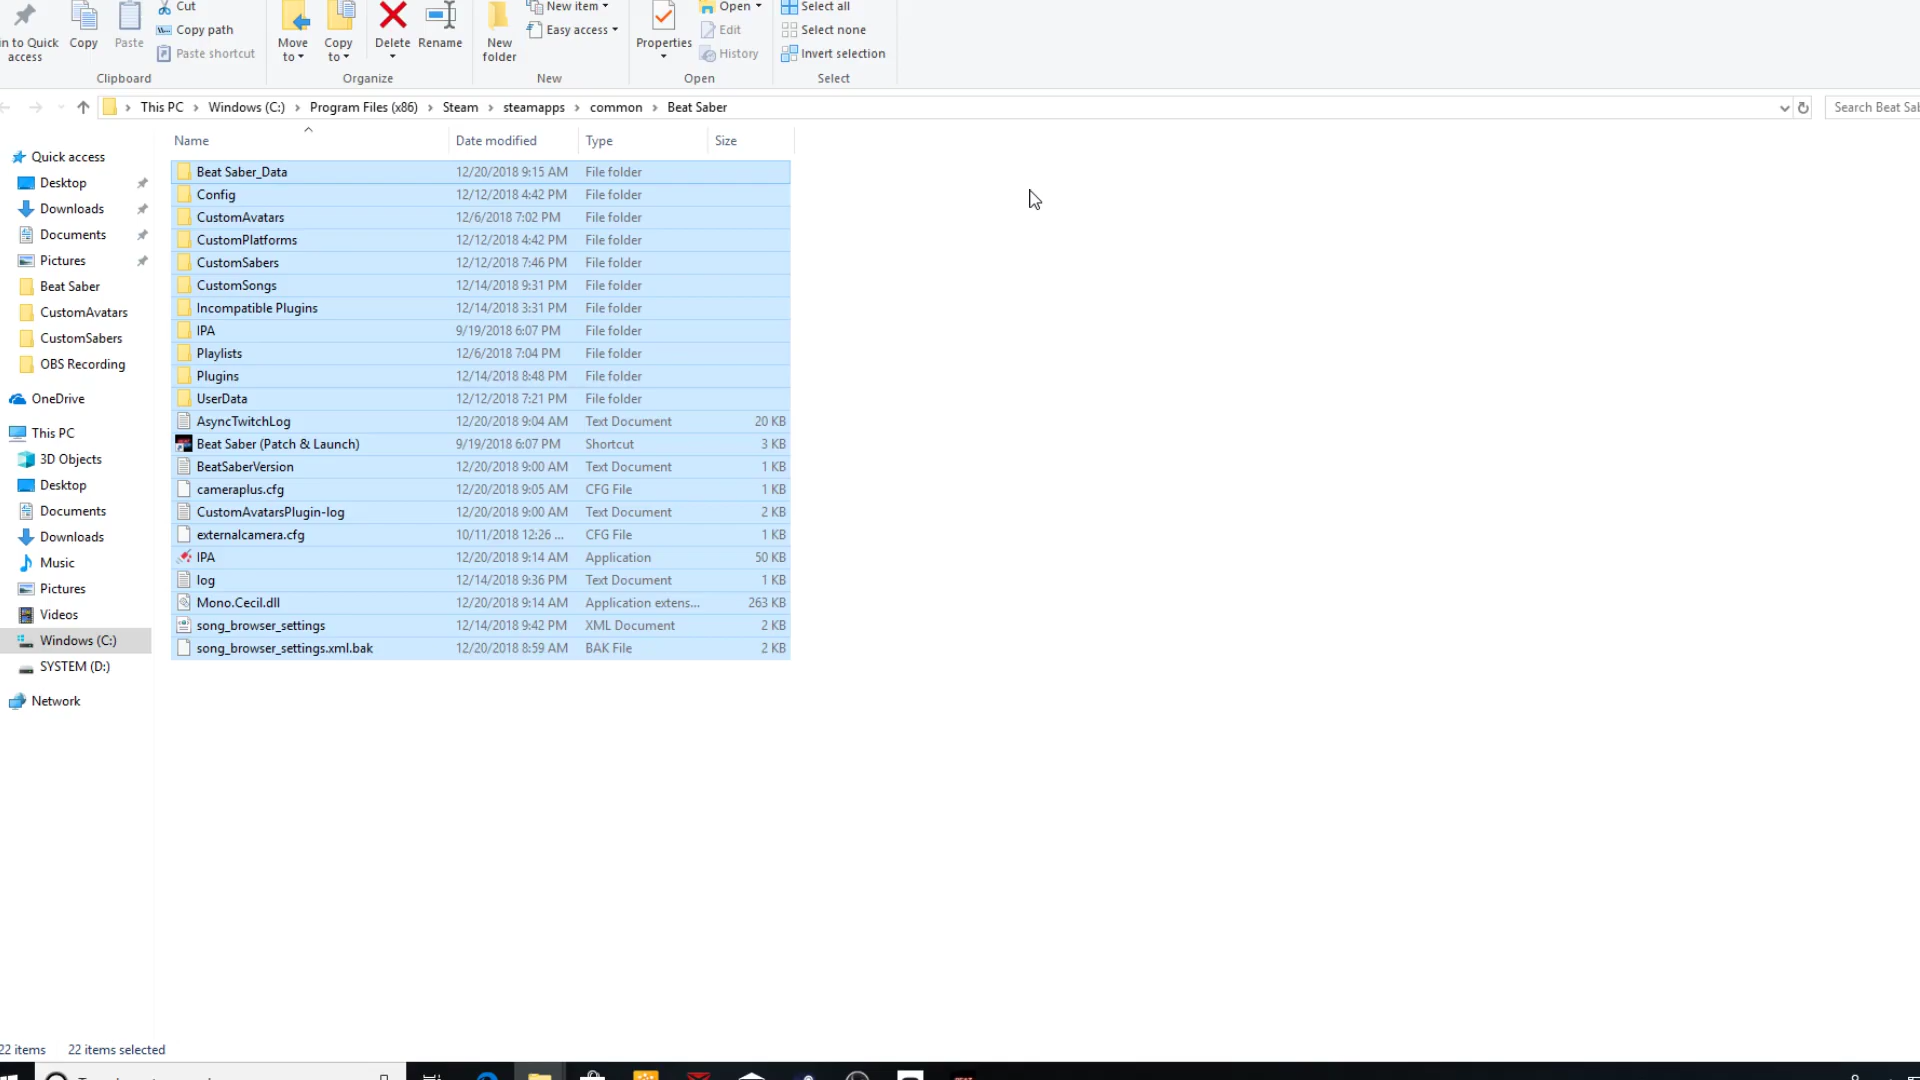 Cut
New item
Open
Select all
in to Quick access
Copy
Paste
Copy path
Paste shortcut
Move to
Copy to
Delete
Rename
New folder
Easy access
Properties
Edit
History
Select none
Invert selection
Clipboard
Organize
New
Open
Select
This PC > Windows (C:) > Program Files (x86) > Steam > steamapps > common > Beat Saber
Search Beat Sab
Name Date modified Type Size
Quick access
Desktop
Downloads
Documents
Pictures
Beat Saber
CustomAvatars
CustomSabers
OBS Recording
OneDrive
This PC
3D Objects
Desktop
Documents
Downloads
Music
Pictures
Videos
Windows (C:)
SYSTEM (D:)
Network
Beat Saber_Data 12/20/2018 9:15 AM File folder
Config 12/12/2018 4:42 PM File folder
CustomAvatars 12/6/2018 7:02 PM File folder
CustomPlatforms 12/12/2018 4:42 PM File folder
CustomSabers 12/12/2018 7:46 PM File folder
CustomSongs 12/14/2018 9:31 PM File folder
Incompatible Plugins 12/14/2018 3:31 PM File folder
IPA 9/19/2018 6:07 PM File folder
Playlists 12/6/2018 7:04 PM File folder
Plugins 12/14/2018 8:48 PM File folder
UserData 12/12/2018 7:21 PM File folder
AsyncTwitchLog 12/20/2018 9:04 AM Text Document 20 KB
Beat Saber (Patch & Launch) 9/19/2018 6:07 PM Shortcut 3 KB
BeatSaberVersion 12/20/2018 9:00 AM Text Document 1 KB
cameraplus.cfg 12/20/2018 9:05 AM CFG File 1 KB
CustomAvatarsPlugin-log 12/20/2018 9:00 AM Text Document 2 KB
externalcamera.cfg 10/11/2018 12:26 ... CFG File 1 KB
IPA 12/20/2018 9:14 AM Application 50 KB
log 12/14/2018 9:36 PM Text Document 1 KB
Mono.Cecil.dll 12/20/2018 9:14 AM Application extens... 263 KB
song_browser_settings 12/14/2018 9:42 PM XML Document 2 KB
song_browser_settings.xml.bak 12/20/2018 8:59 AM BAK File 2 KB
22 items 22 items selected